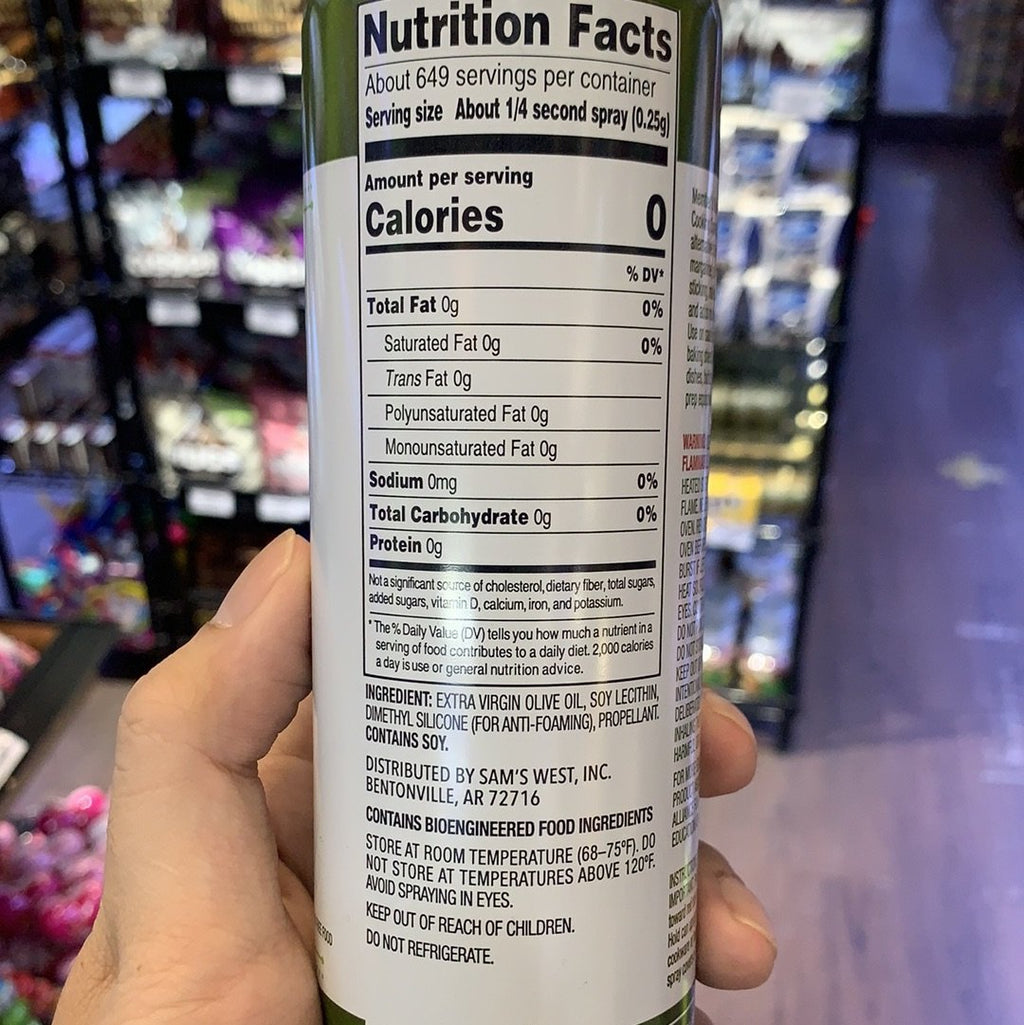 Nutrition Facts
About 649 servings per container
Serving size About 1/4 second spray (0.25g)
Amount per serving
Calories 0
% DV*
Total Fat 0g 0%
Saturated Fat 0g 0%
Trans Fat 0g
Polyunsaturated Fat 0g
Monounsaturated Fat 0g
Sodium 0mg 0%
Total Carbohydrate 0g 0%
Protein 0g
Not a significant source of cholesterol, dietary fiber, total sugars,
added sugars, vitamin D, calcium, iron, and potassium.
*The % Daily Value (DV) tells you how much a nutrient in a
serving of food contributes to a daily diet. 2,000 calories
a day is use or general nutrition advice.
INGREDIENT: EXTRA VIRGIN OLIVE OIL, SOY LECITHIN,
DIMETHYL SILICONE (FOR ANTI-FOAMING), PROPELLANT.
CONTAINS SOY.
DISTRIBUTED BY SAM'S WEST, INC.
BENTONVILLE, AR 72716
CONTAINS BIOENGINEERED FOOD INGREDIENTS
STORE AT ROOM TEMPERATURE (68–75°F). DO
NOT STORE AT TEMPERATURES ABOVE 120°F.
AVOID SPRAYING IN EYES.
KEEP OUT OF REACH OF CHILDREN.
DO NOT REFRIGERATE.